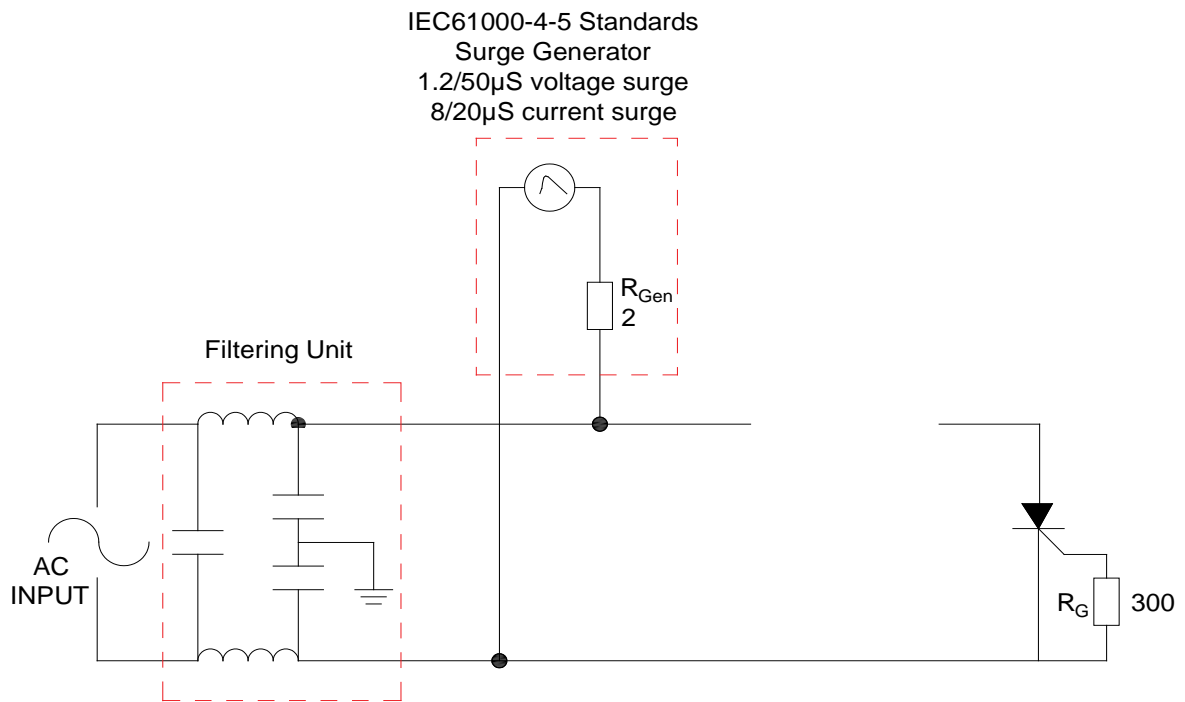 IEC61000-4-5 Standards
Surge Generator
1.2/50µS voltage surge
8/20µS current surge
RGen
2
Filtering Unit
AC
INPUT
RG
300